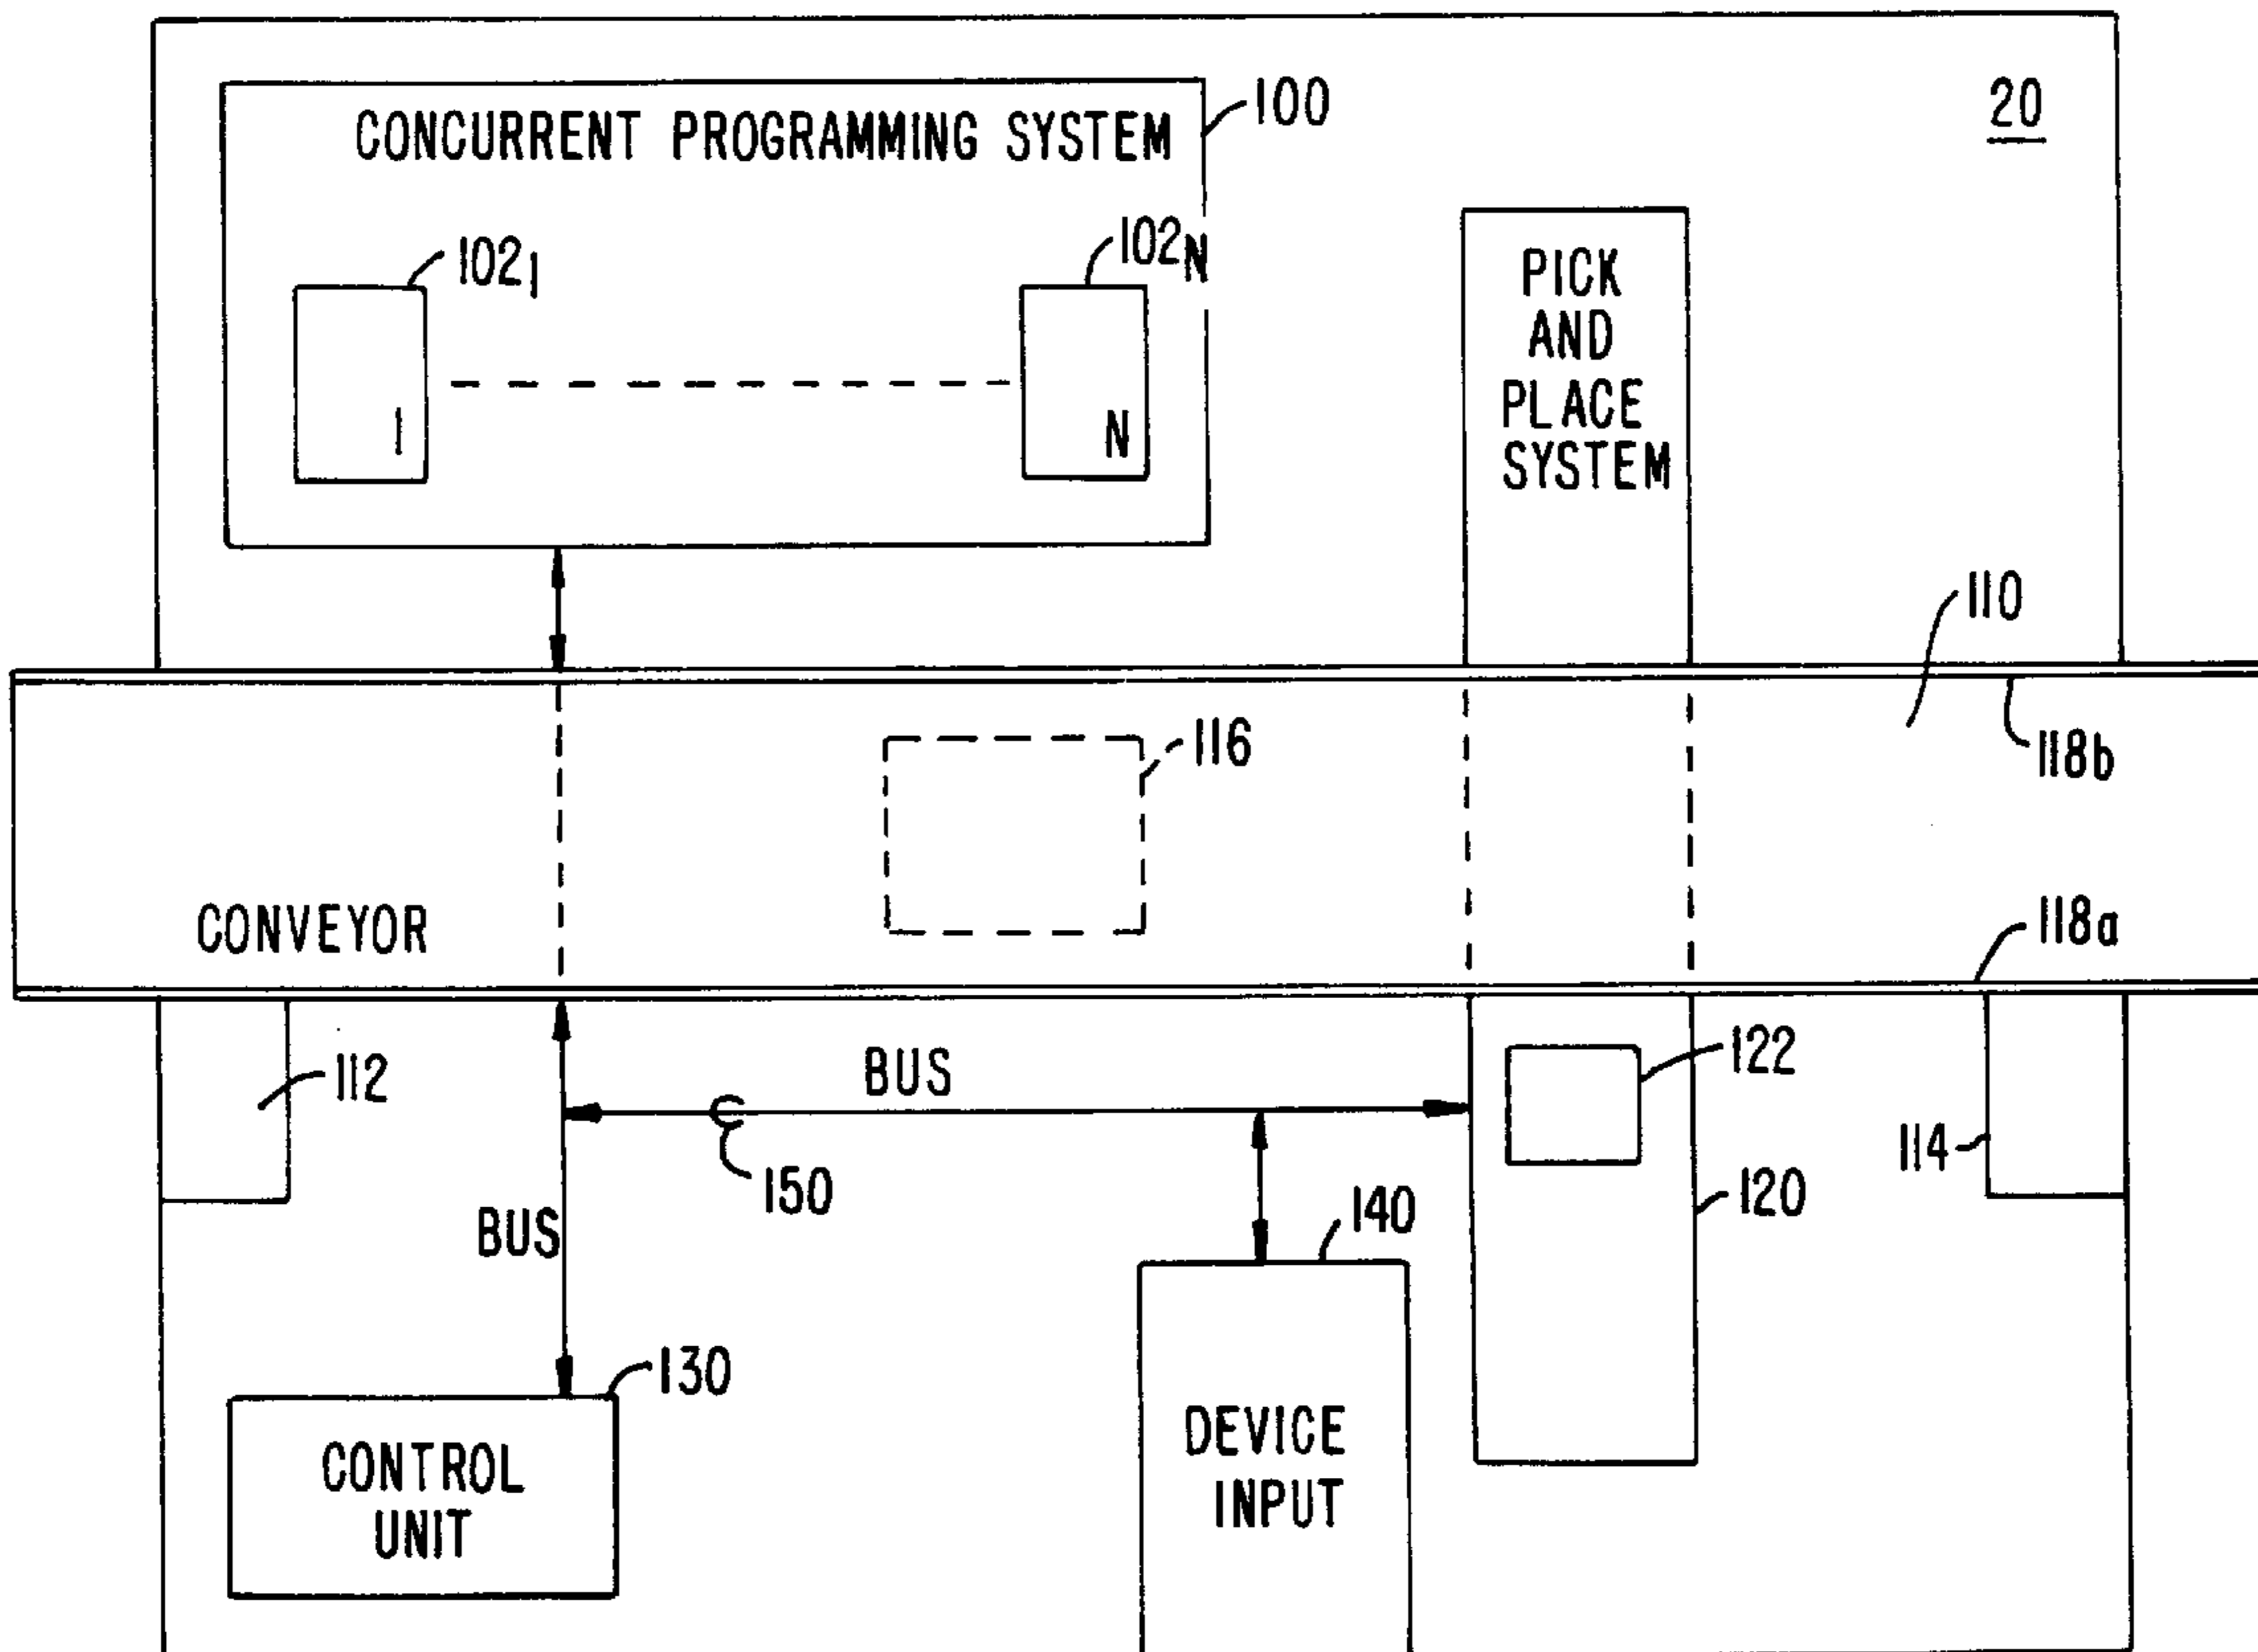 CONCURRENT PROGRAMMING SYSTEM
100
20
102₁
102N
1
N
PICK
AND
PLACE
SYSTEM
110
118b
116
CONVEYOR
118a
112
BUS
122
114
150
120
BUS
140
130
CONTROL
UNIT
DEVICE
INPUT